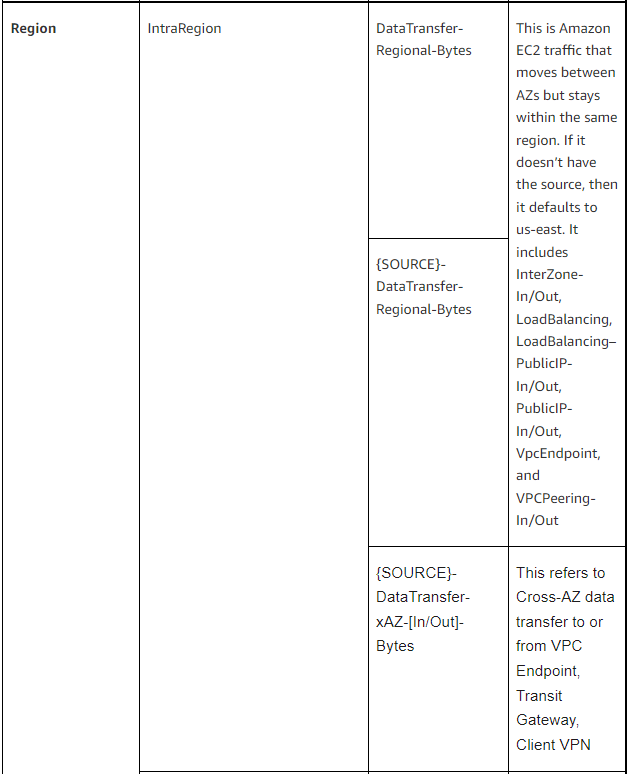 Region
IntraRegion
DataTransfer-
Regional-Bytes
This is Amazon
EC2 traffic that
moves between
AZs but stays
within the same
region. If it
doesn’t have
the source, then
it defaults to
us-east. It
includes
InterZone-
In/Out,
LoadBalancing,
LoadBalancing–
PublicIP-
In/Out,
PublicIP-
In/Out,
VpcEndpoint,
and
VPCPeering-
In/Out
{SOURCE}-
DataTransfer-
Regional-Bytes
{SOURCE}-
DataTransfer-
xAZ-[In/Out]-
Bytes
This refers to
Cross-AZ data
transfer to or
from VPC
Endpoint,
Transit
Gateway,
Client VPN